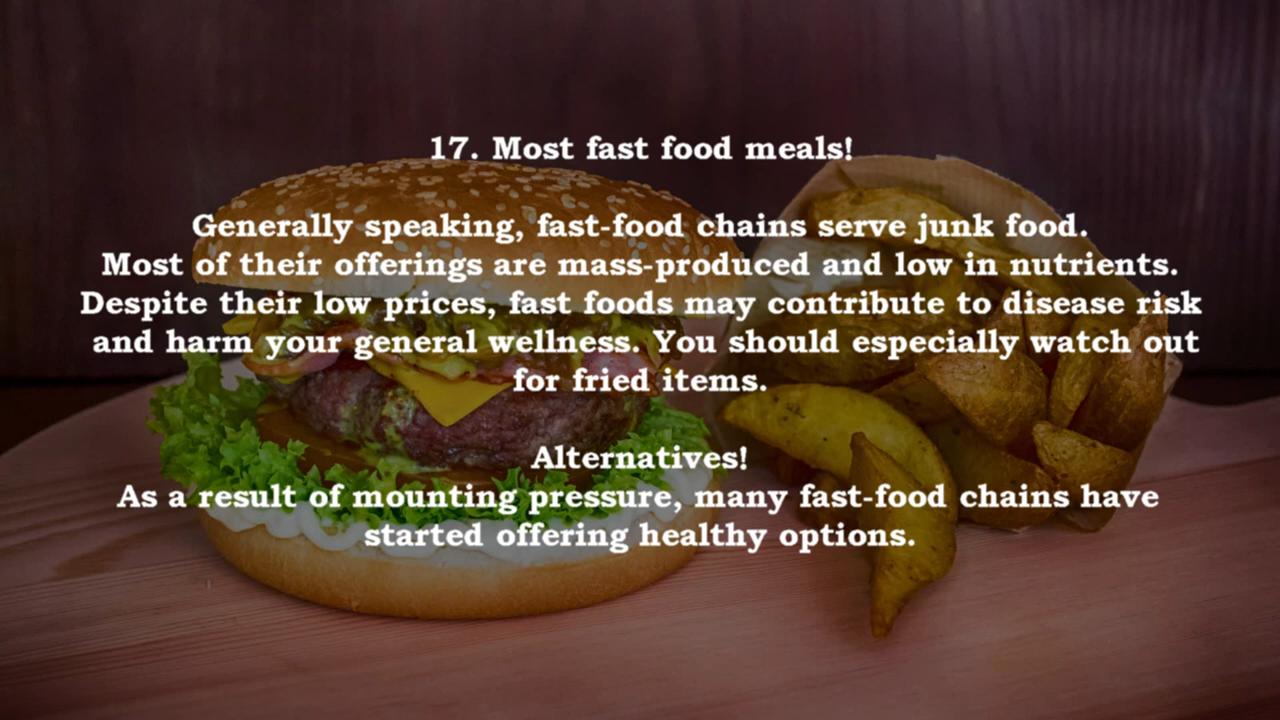 17. Most fast food meals!
Generally speaking, fast-food chains serve junk food.
Most of their offerings are mass-produced and low in nutrients.
Despite their low prices, fast foods may contribute to disease risk
and harm your general wellness. You should especially watch out
for fried items.
Alternatives!
As a result of mounting pressure, many fast-food chains have
started offering healthy options.